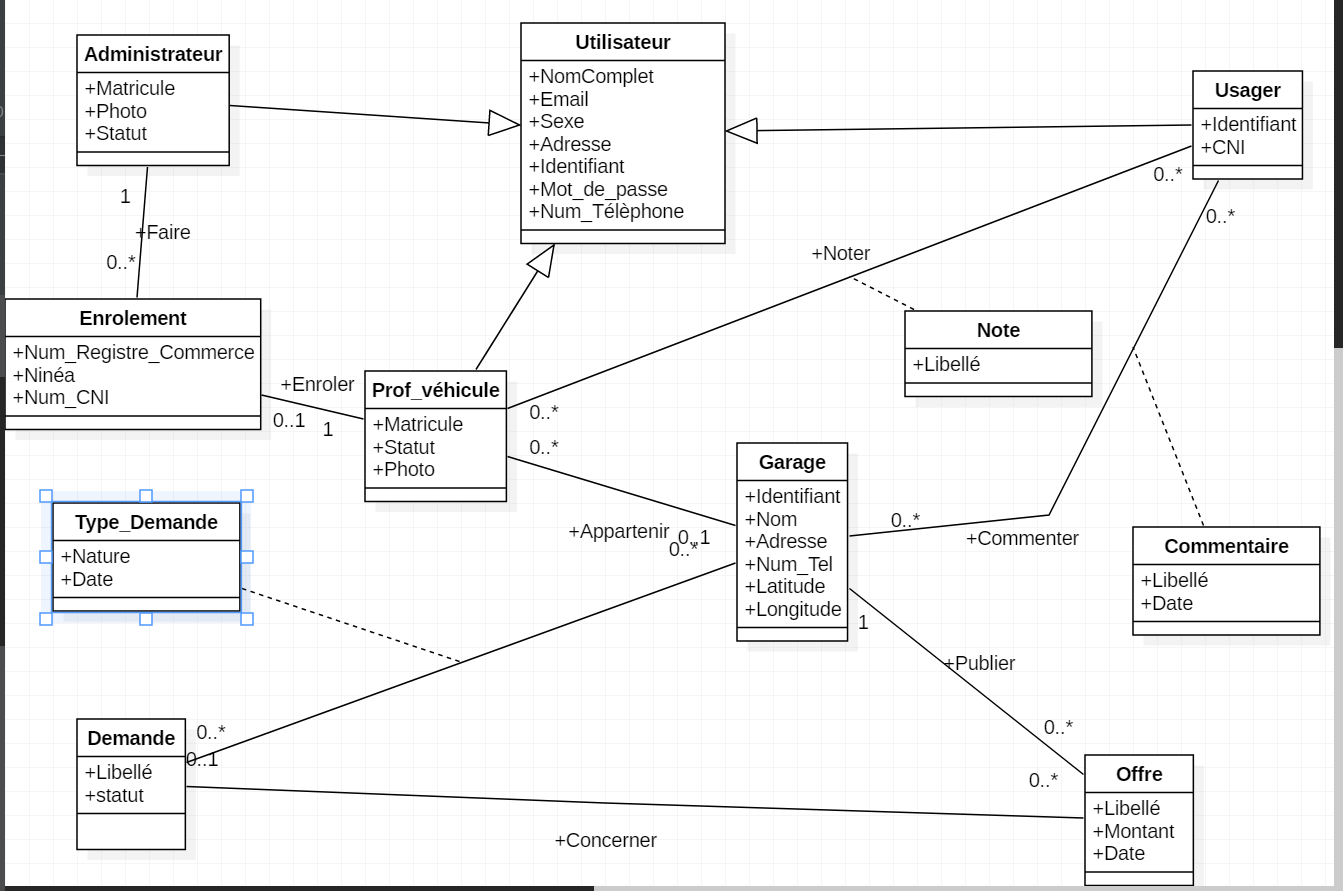 Administrateur
+Matricule
+Photo
+Statut
Utilisateur
+NomComplet
+Email
+Sexe
+Adresse
+Identifiant
+Mot_de_passe
+Num_Télèphone
Usager
+Identifiant
+CNI
1
+Faire
0..*
0..*
0..*
+Noter
Enrolement
+Num_Registre_Commerce
+Ninéa
+Num_CNI
+Enroler
0..1
1
Prof_véhicule
+Matricule
+Statut
+Photo
0..*
0..*
Note
+Libellé
Garage
+Identifiant
+Nom
+Adresse
+Num_Tel
+Latitude
+Longitude
+Appartenir
0..1
0..*
0..*
+Commenter
Type_Demande
+Nature
+Date
Commentaire
+Libellé
+Date
1
+Publier
0..*
0..*
Demande
+Libellé
+statut
0..*
0..1
+Concerner
Offre
+Libellé
+Montant
+Date